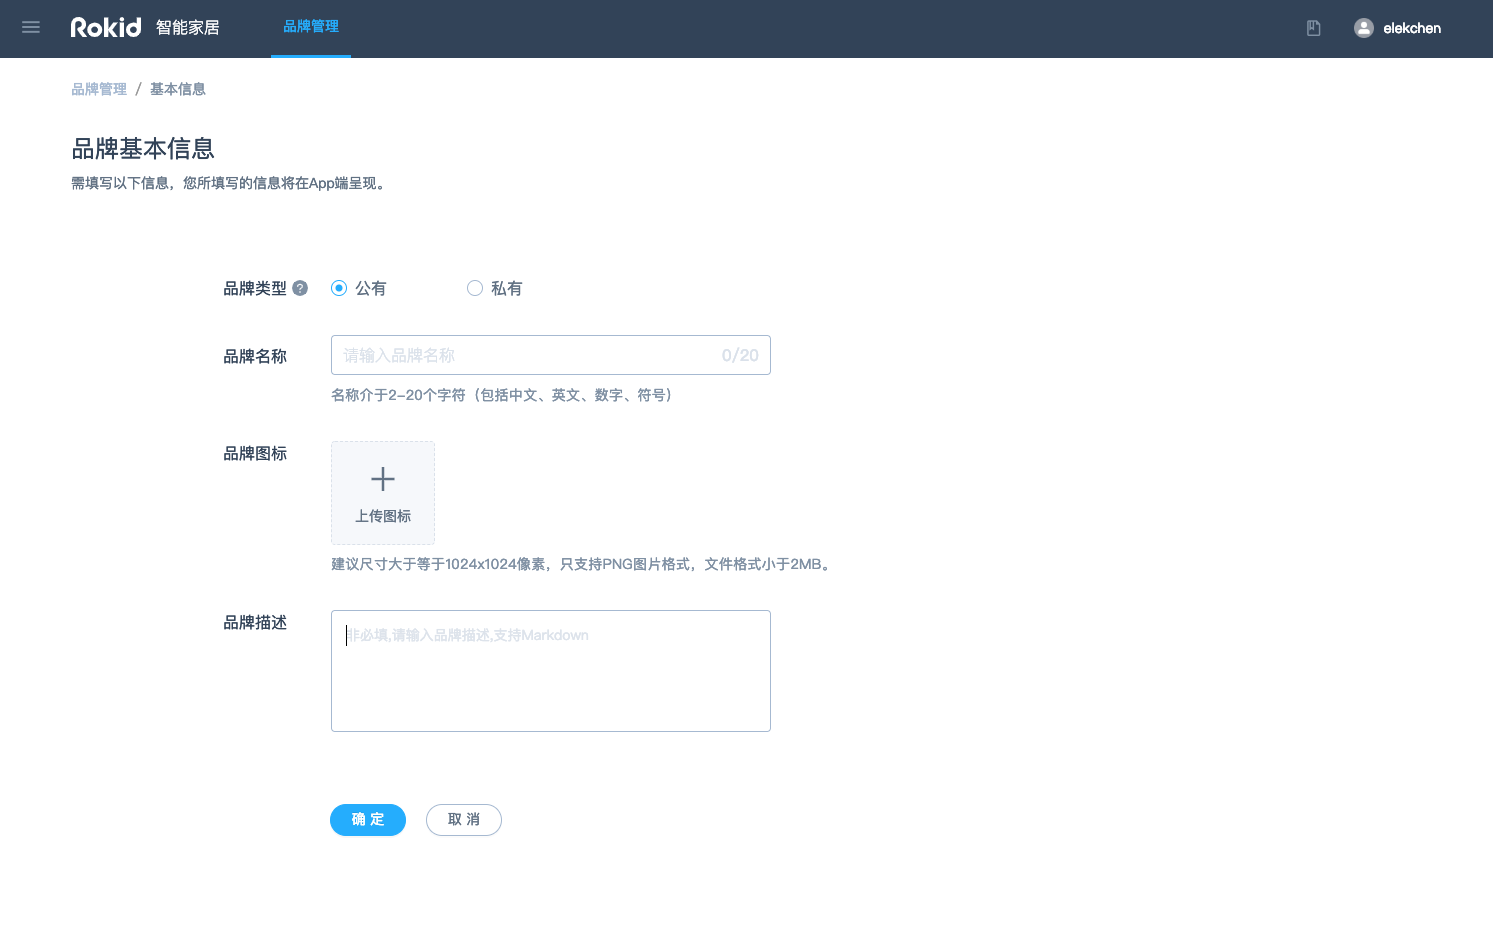 Rokid 智能家居 品牌管理 elekchen
品牌管理 / 基本信息
品牌基本信息
需填写以下信息，您所填写的信息将在App端呈现。
品牌类型 ? 公有 私有
品牌名称 请输入品牌名称 0/20
名称介于2-20个字符（包括中文、英文、数字、符号）
品牌图标
上传图标
建议尺寸大于等于1024x1024像素，只支持PNG图片格式，文件格式小于2MB。
品牌描述 非必填,请输入品牌描述,支持Markdown
确 定 取 消